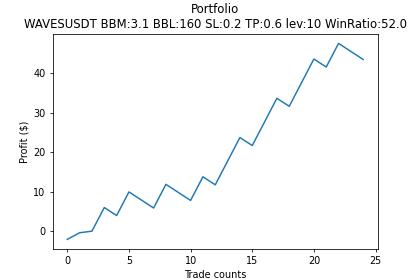 Portfolio
WAVESUSDT BBM:3.1 BBL:160 SL:0.2 TP:0.6 lev:10 WinRatio:52.0
40
30
20
10
0
Profit ($)
0 5 10 15 20 25
Trade counts